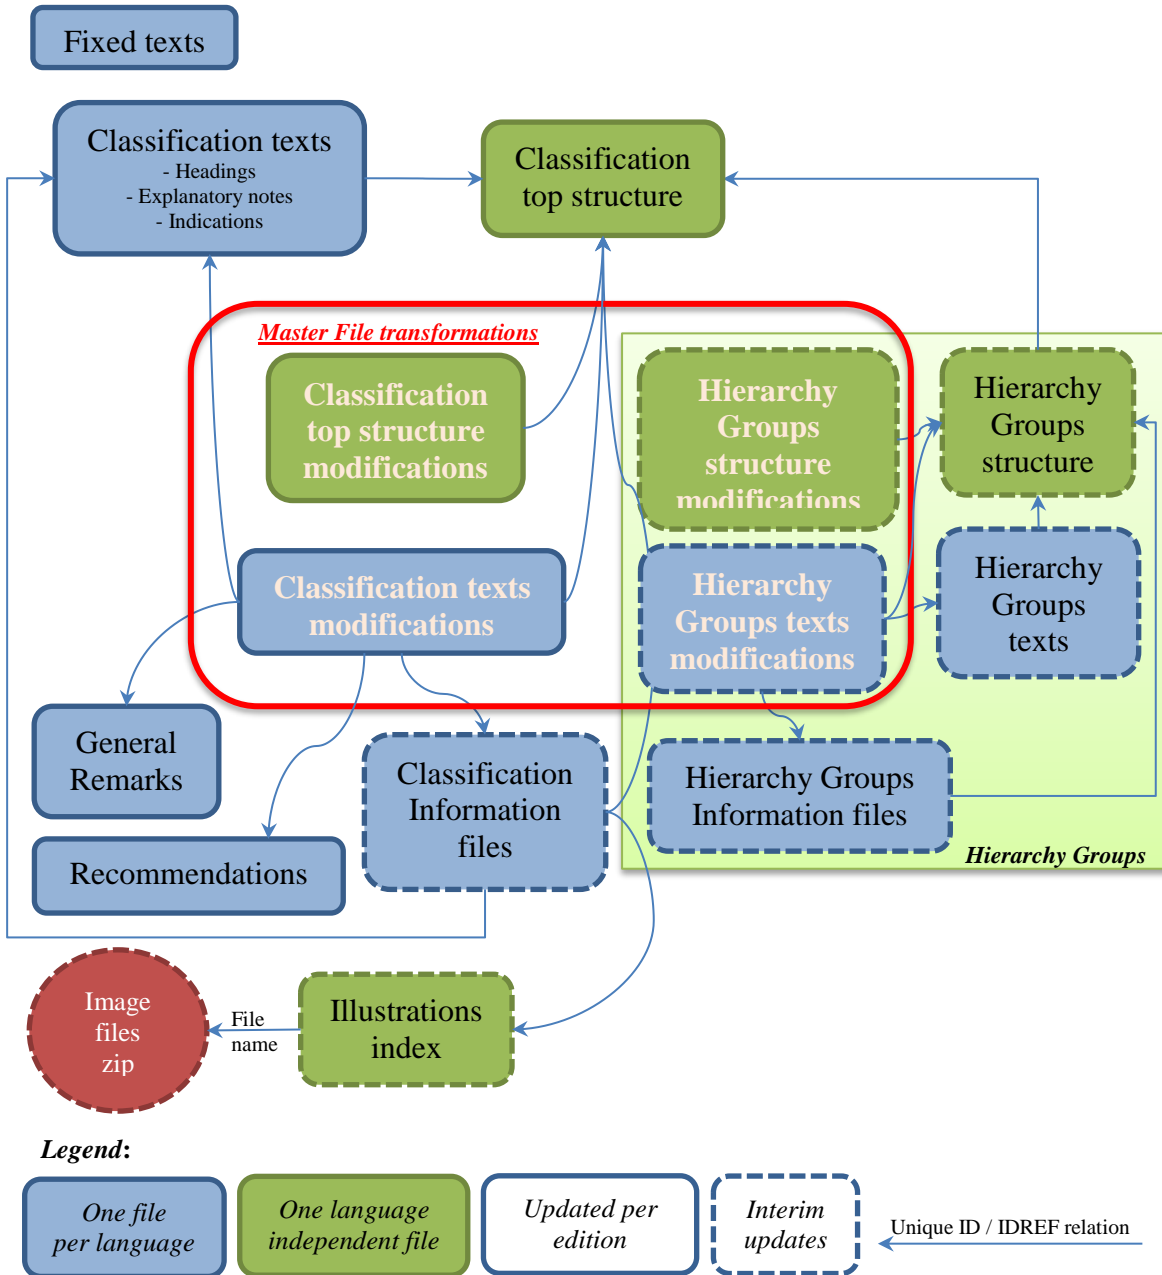 Fixed texts
Classification texts
- Headings
- Explanatory notes
- Indications
Classification
top structure
Master File transformations
Classification
top structure
modifications
Hierarchy
Groups
structure
modifications
Hierarchy
Groups
structure
Classification texts
modifications
Hierarchy
Groups texts
modifications
Hierarchy
Groups
texts
General
Remarks
Classification
Information
files
Hierarchy Groups
Information files
Recommendations
Hierarchy Groups
Image
files
zip
File
name
Illustrations
index
Legend:
One file
per language
One language
independent file
Updated per
edition
Interim
updates
Unique ID / IDREF relation